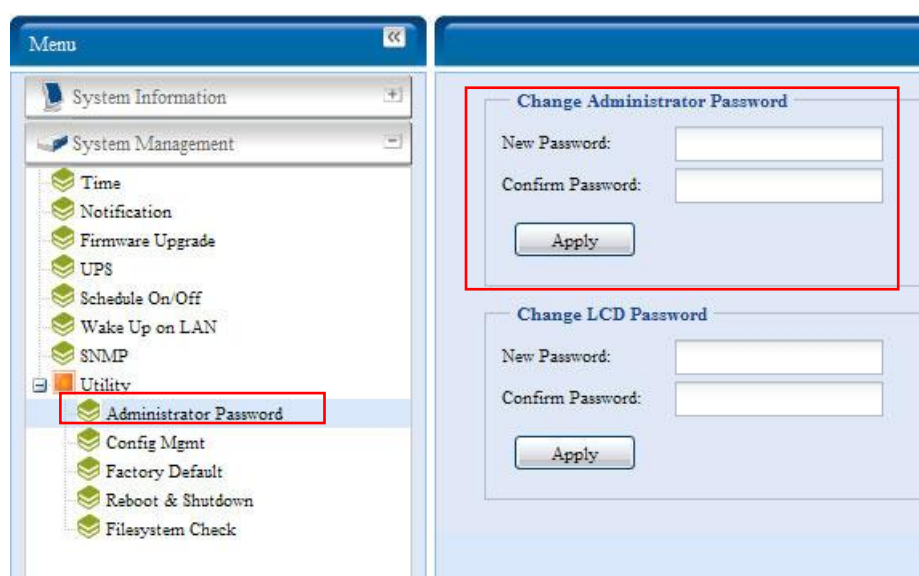 Menu
System Information
System Management
Time
Notification
Firmware Upgrade
UPS
Schedule On/Off
Wake Up on LAN
SNMP
Utility
Administrator Password
Config Mgmt
Factory Default
Reboot & Shutdown
Filesystem Check
Change Administrator Password
New Password:
Confirm Password:
Apply
Change LCD Password
New Password:
Confirm Password:
Apply